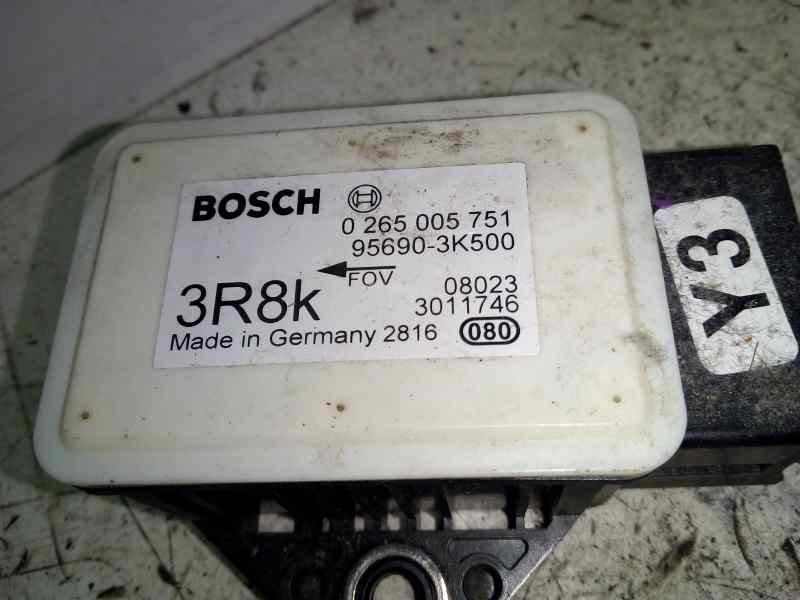 BOSCH
0 265 005 751
95690-3K500
FOV
3R8k
08023
3011746
Made in Germany 2816
080
Y3